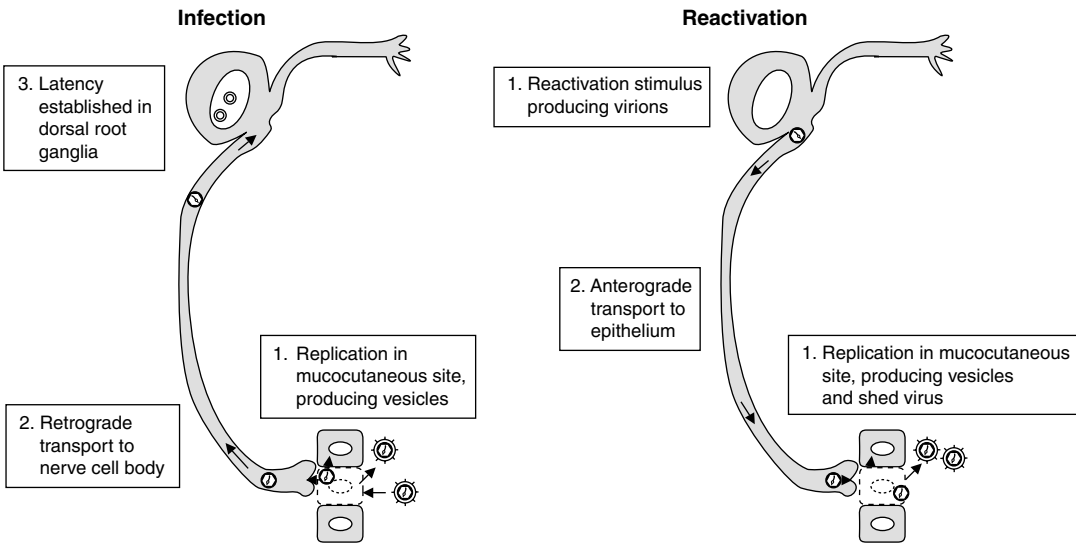 Infection
3. Latency
established in
dorsal root
ganglia
1. Replication in
mucocutaneous site,
producing vesicles
2. Retrograde
transport to
nerve cell body
Reactivation
1. Reactivation stimulus
producing virions
2. Anterograde
transport to
epithelium
1. Replication in mucocutaneous
site, producing vesicles
and shed virus